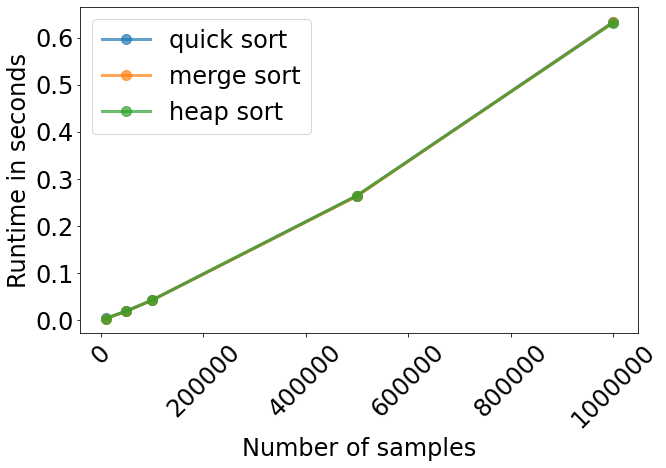 quick sort
merge sort
heap sort
Runtime in seconds
0.6
0.5
0.4
0.3
0.2
0.1
0.0
0
200000
400000
600000
800000
1000000
Number of samples